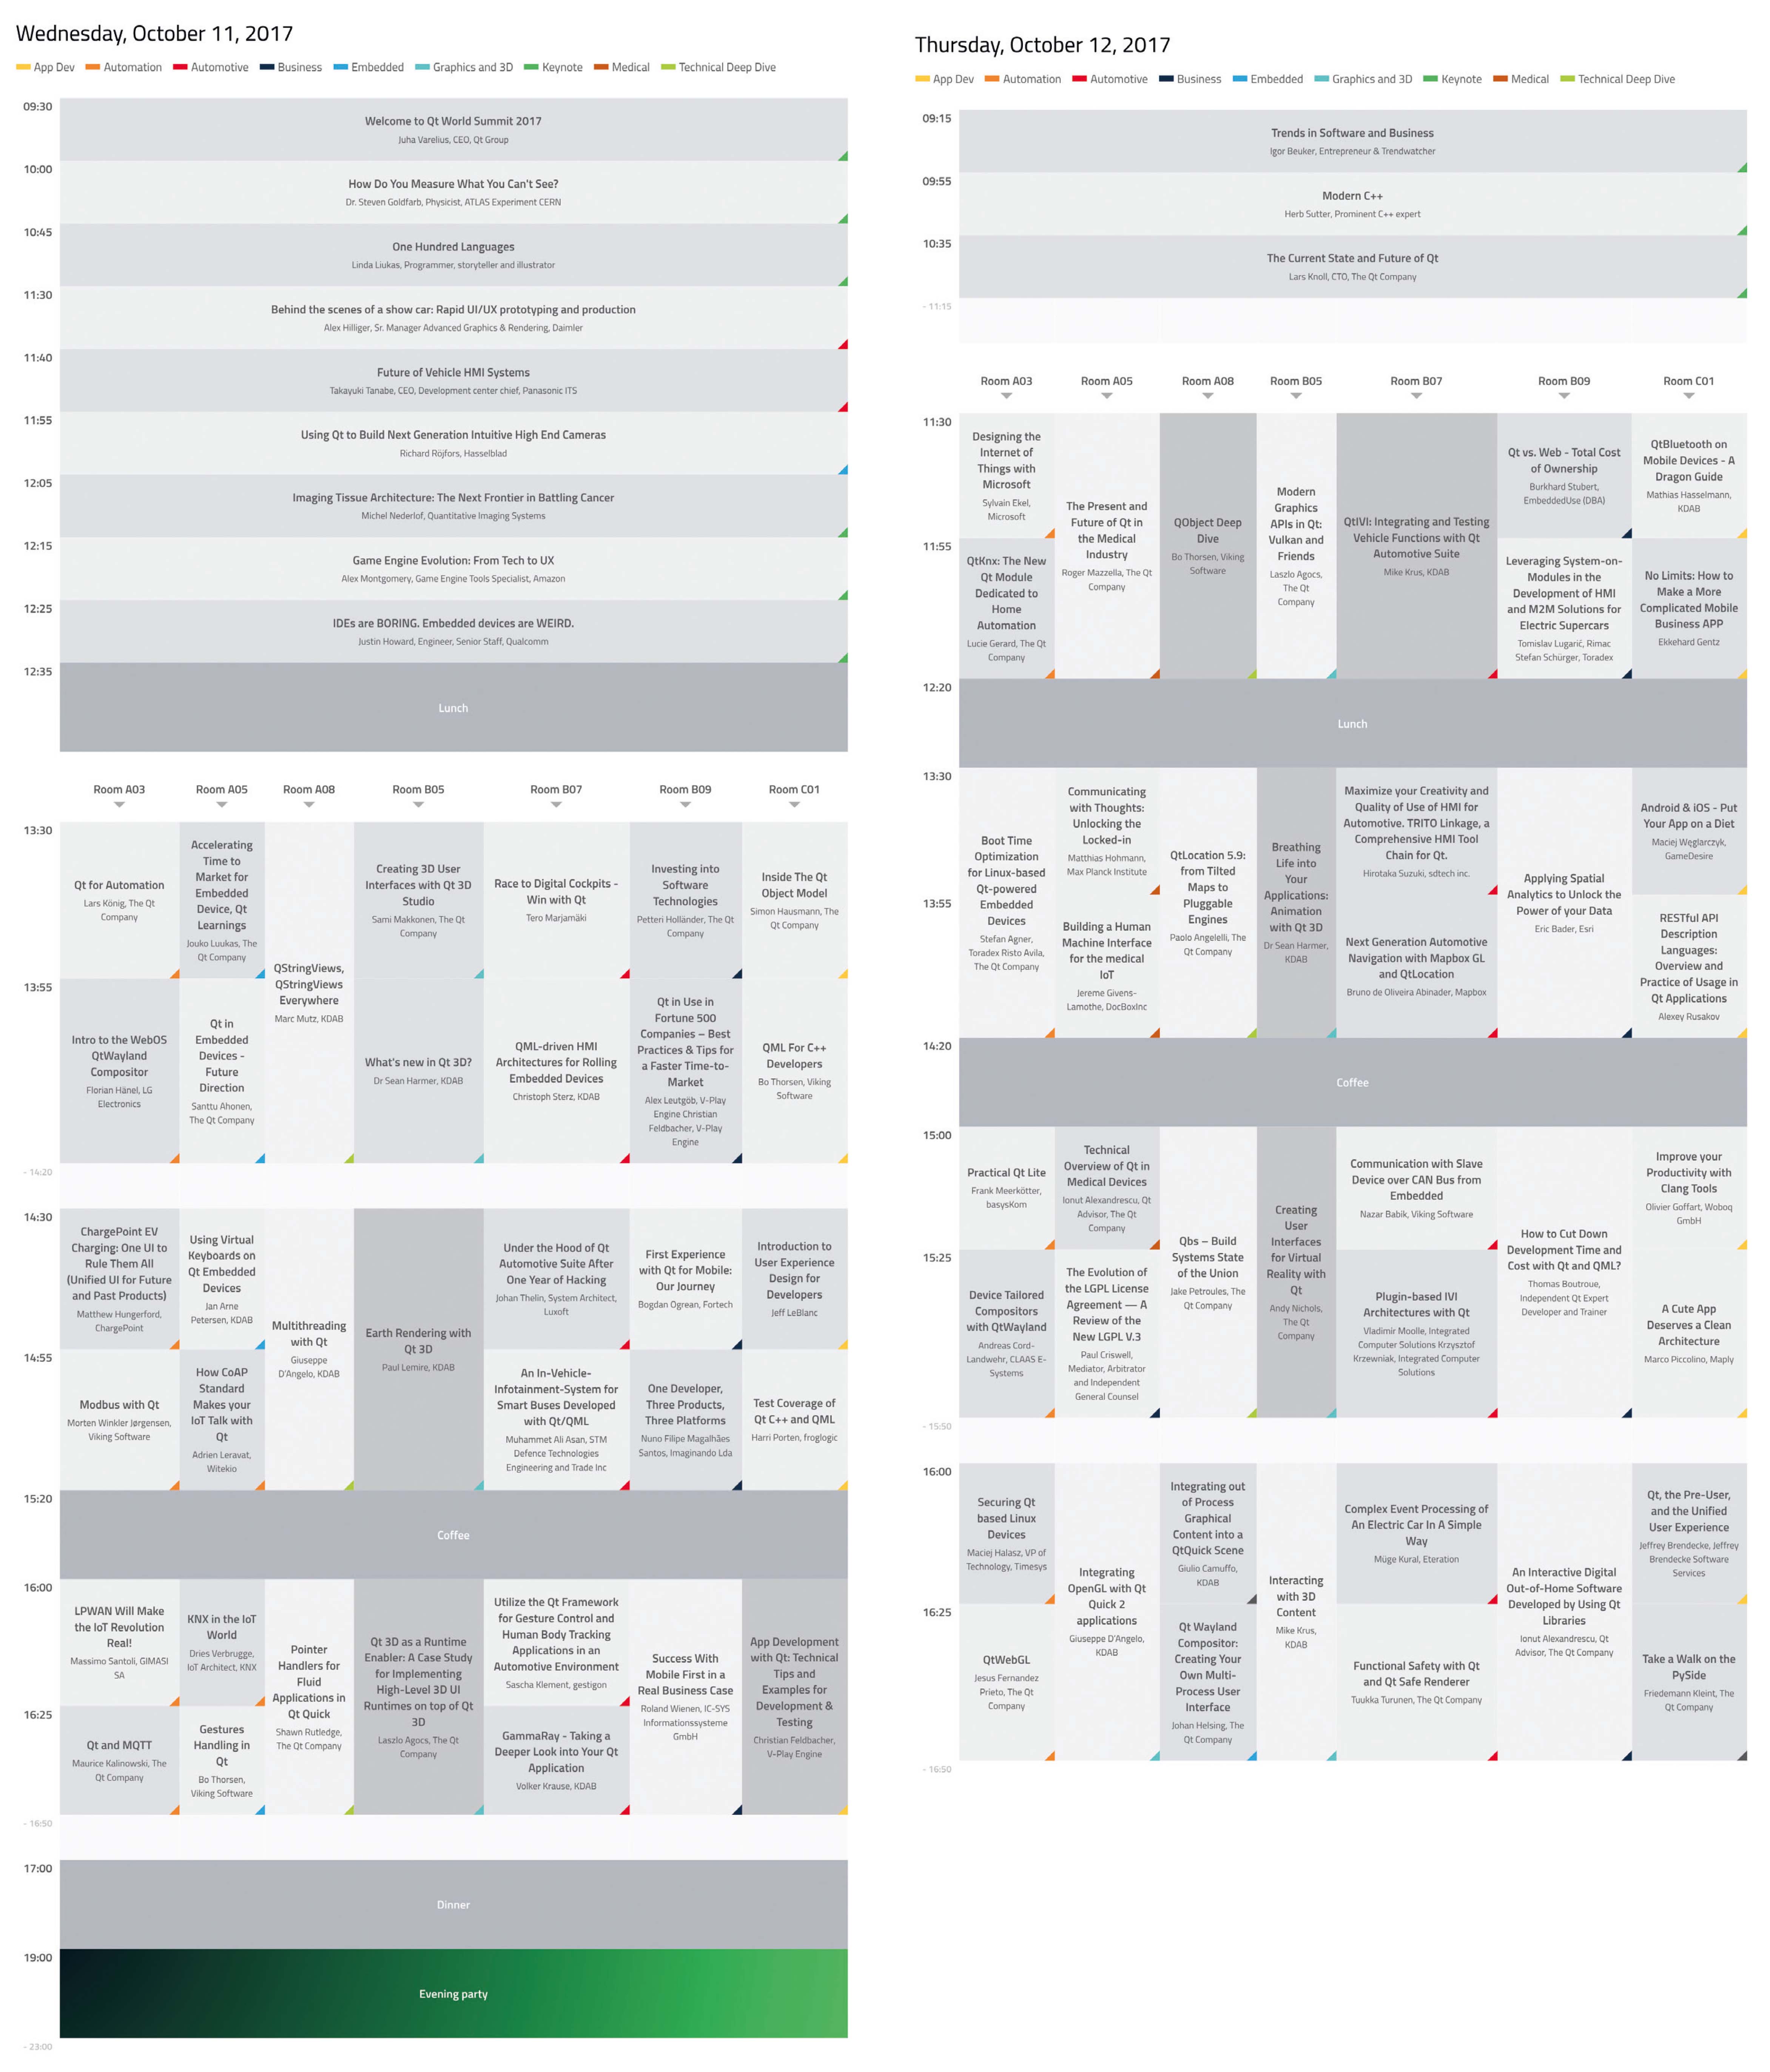 Wednesday, October 11, 2017
App Dev
Automation
Automotive
Business
Embedded
Graphics and 3D
Keynote
Medical
Technical Deep Dive
09:30
Welcome to Qt World Summit 2017
Juha Varelius, CEO, Qt Group
10:00
How Do You Measure What You Can't See?
Dr. Steven Goldfarb, Physicist, ATLAS Experiment CERN
10:45
One Hundred Languages
Linda Liukas, Programmer, storyteller and illustrator
11:30
Behind the scenes of a show car: Rapid UI/UX prototyping and production
Alex Hilliger, Sr. Manager Advanced Graphics & Rendering, Daimler
11:40
Future of Vehicle HMI Systems
Takayuki Tanabe, CEO, Development center chief, Panasonic ITS
11:55
Using Qt to Build Next Generation Intuitive High End Cameras
Richard Röjfors, Hasselblad
12:05
Imaging Tissue Architecture: The Next Frontier in Battling Cancer
Michel Nederlof, Quantitative Imaging Systems
12:15
Game Engine Evolution: From Tech to UX
Alex Montgomery, Game Engine Tools Specialist, Amazon
12:25
IDEs are BORING. Embedded devices are WEIRD.
Justin Howard, Engineer, Senior Staff, Qualcomm
12:35
Lunch
Room A03
Room A05
Room A08
Room B05
Room B07
Room B09
Room C01
13:30
Qt for Automation
Lars König, The Qt
Company
Accelerating
Time to
Market for
Embedded
Device, Qt
Learnings
Jouko Luukas, The
Qt Company
QStringViews,
QStringViews
Everywhere
Marc Mutz, KDAB
Creating 3D User
Interfaces with Qt 3D
Studio
Sami Makkonen, The Qt
Company
Race to Digital Cockpits -
Win with Qt
Tero Marjamäki
Investing into
Software
Technologies
Petteri Holländer, The Qt
Company
Inside The Qt
Object Model
Simon Hausmann, The
Qt Company
13:55
Intro to the WebOS
QtWayland
Compositor
Florian Hänel, LG
Electronics
Qt in
Embedded
Devices -
Future
Direction
Santtu Ahonen,
The Qt Company
What's new in Qt 3D?
Dr Sean Harmer, KDAB
QML-driven HMI
Architectures for Rolling
Embedded Devices
Christoph Sterz, KDAB
Qt in Use in
Fortune 500
Companies – Best
Practices & Tips for
a Faster Time-to-
Market
Alex Leutgöb, V-Play
Engine Christian
Feldbacher, V-Play
Engine
QML For C++
Developers
Bo Thorsen, Viking
Software
- 14:20
14:30
ChargePoint EV
Charging: One UI to
Rule Them All
(Unified UI for Future
and Past Products)
Matthew Hungerford,
ChargePoint
Using Virtual
Keyboards on
Qt Embedded
Devices
Jan Arne
Petersen, KDAB
Multithreading
with Qt
Giuseppe
D'Angelo, KDAB
Earth Rendering with
Qt 3D
Paul Lemire, KDAB
Under the Hood of Qt
Automotive Suite After
One Year of Hacking
Johan Thelin, System Architect,
Luxoft
First Experience
with Qt for Mobile:
Our Journey
Bogdan Ogrean, Fortech
Introduction to
User Experience
Design for
Developers
Jeff LeBlanc
14:55
Modbus with Qt
Morten Winkler Jørgensen,
Viking Software
How CoAP
Standard
Makes your
IoT Talk with
Qt
Adrien Leravat,
Witekio
An In-Vehicle-
Infotainment-System for
Smart Buses Developed
with Qt/QML
Muhammet Ali Asan, STM
Defence Technologies
Engineering and Trade Inc
One Developer,
Three Products,
Three Platforms
Nuno Filipe Magalhães
Santos, Imaginando Lda
Test Coverage of
Qt C++ and QML
Harri Porten, froglogic
15:20
Coffee
16:00
LPWAN Will Make
the IoT Revolution
Real!
Massimo Santoli, GIMASI
SA
KNX in the IoT
World
Dries Verbrugge,
IoT Architect, KNX
Pointer
Handlers for
Fluid
Applications in
Qt Quick
Shawn Rutledge,
The Qt Company
Qt 3D as a Runtime
Enabler: A Case Study
for Implementing
High-Level 3D UI
Runtimes on top of Qt
3D
Laszlo Agocs, The Qt
Company
Utilize the Qt Framework
for Gesture Control and
Human Body Tracking
Applications in an
Automotive Environment
Sascha Klement, gestigon
Success With
Mobile First in a
Real Business Case
Roland Wienen, IC-SYS
Informationssysteme
GmbH
App Development
with Qt: Technical
Tips and
Examples for
Development &
Testing
Christian Feldbacher,
V-Play Engine
16:25
Qt and MQTT
Maurice Kalinowski, The
Qt Company
Gestures
Handling in
Qt
Bo Thorsen,
Viking Software
GammaRay - Taking a
Deeper Look into Your Qt
Application
Volker Krause, KDAB
- 16:50
17:00
Dinner
19:00
Evening party
- 23:00
Thursday, October 12, 2017
App Dev
Automation
Automotive
Business
Embedded
Graphics and 3D
Keynote
Medical
Technical Deep Dive
09:15
Trends in Software and Business
Igor Beuker, Entrepreneur & Trendwatcher
09:55
Modern C++
Herb Sutter, Prominent C++ expert
10:35
The Current State and Future of Qt
Lars Knoll, CTO, The Qt Company
- 11:15
Room A03
Room A05
Room A08
Room B05
Room B07
Room B09
Room C01
11:30
Designing the
Internet of
Things with
Microsoft
Sylvain Ekel,
Microsoft
The Present and
Future of Qt in
the Medical
Industry
Roger Mazzella, The Qt
Company
QObject Deep
Dive
Bo Thorsen, Viking
Software
Modern
Graphics
APIs in Qt:
Vulkan and
Friends
Laszlo Agocs,
The Qt
Company
QtIVI: Integrating and Testing
Vehicle Functions with Qt
Automotive Suite
Mike Krus, KDAB
Qt vs. Web - Total Cost
of Ownership
Burkhard Stubert,
EmbeddedUse (DBA)
QtBluetooth on
Mobile Devices - A
Dragon Guide
Mathias Hasselmann,
KDAB
11:55
QtKnx: The New
Qt Module
Dedicated to
Home
Automation
Lucie Gerard, The Qt
Company
Leveraging System-on-
Modules in the
Development of HMI
and M2M Solutions for
Electric Supercars
Tomislav Lugarić, Rimac
Stefan Schürger, Toradex
No Limits: How to
Make a More
Complicated Mobile
Business APP
Ekkehard Gentz
12:20
Lunch
13:30
Boot Time
Optimization
for Linux-based
Qt-powered
Embedded
Devices
Stefan Agner,
Toradex Risto Avila,
The Qt Company
Communicating
with Thoughts:
Unlocking the
Locked-in
Matthias Hohmann,
Max Planck Institute
QtLocation 5.9:
from Tilted
Maps to
Pluggable
Engines
Paolo Angelelli, The
Qt Company
Breathing
Life into
Your
Applications:
Animation
with Qt 3D
Dr Sean Harmer,
KDAB
Maximize your Creativity and
Quality of Use of HMI for
Automotive. TRITO Linkage, a
Comprehensive HMI Tool
Chain for Qt.
Hirotaka Suzuki, sdtech inc.
Applying Spatial
Analytics to Unlock the
Power of your Data
Eric Bader, Esri
Android & iOS - Put
Your App on a Diet
Maciej Węglarczyk,
GameDesire
13:55
Building a Human
Machine Interface
for the medical
IoT
Jereme Givens-
Lamothe, DocBoxInc
Next Generation Automotive
Navigation with Mapbox GL
and QtLocation
Bruno de Oliveira Abinader, Mapbox
RESTful API
Description
Languages:
Overview and
Practice of Usage in
Qt Applications
Alexey Rusakov
14:20
Coffee
15:00
Practical Qt Lite
Frank Meerkötter,
basysKom
Technical
Overview of Qt in
Medical Devices
Ionut Alexandrescu, Qt
Advisor, The Qt
Company
Qbs – Build
Systems State
of the Union
Jake Petroules, The
Qt Company
Creating
User
Interfaces
for Virtual
Reality with
Qt
Andy Nichols,
The Qt
Company
Communication with Slave
Device over CAN Bus from
Embedded
Nazar Babik, Viking Software
How to Cut Down
Development Time and
Cost with Qt and QML?
Thomas Boutroue,
Independent Qt Expert
Developer and Trainer
Improve your
Productivity with
Clang Tools
Olivier Goffart, Woboq
GmbH
15:25
Device Tailored
Compositors
with QtWayland
Andreas Cord-
Landwehr, CLAAS E-
Systems
The Evolution of
the LGPL License
Agreement — A
Review of the
New LGPL V.3
Paul Criswell,
Mediator, Arbitrator
and Independent
General Counsel
Plugin-based IVI
Architectures with Qt
Vladimir Moolle, Integrated
Computer Solutions Krzysztof
Krzewniak, Integrated Computer
Solutions
A Cute App
Deserves a Clean
Architecture
Marco Piccolino, Maply
- 15:50
16:00
Securing Qt
based Linux
Devices
Maciej Halasz, VP of
Technology, Timesys
Integrating
OpenGL with Qt
Quick 2
applications
Giuseppe D'Angelo,
KDAB
Integrating out
of Process
Graphical
Content into a
QtQuick Scene
Giulio Camuffo,
KDAB
Interacting
with 3D
Content
Mike Krus,
KDAB
Complex Event Processing of
An Electric Car In A Simple
Way
Müge Kural, Eteration
An Interactive Digital
Out-of-Home Software
Developed by Using Qt
Libraries
Ionut Alexandrescu, Qt
Advisor, The Qt Company
Qt, the Pre-User,
and the Unified
User Experience
Jeffrey Brendecke, Jeffrey
Brendecke Software
Services
16:25
QtWebGL
Jesus Fernandez
Prieto, The Qt
Company
Qt Wayland
Compositor:
Creating Your
Own Multi-
Process User
Interface
Johan Helsing, The
Qt Company
Functional Safety with Qt
and Qt Safe Renderer
Tuukka Turunen, The Qt Company
Take a Walk on the
PySide
Friedemann Kleint, The
Qt Company
- 16:50